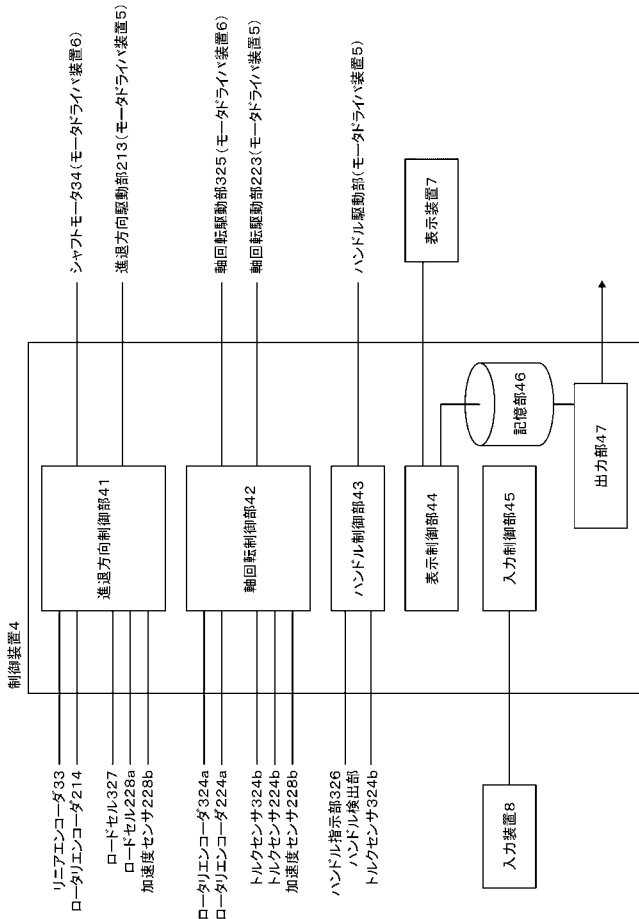 制御装置4
リニアエンコーダ33
ロータリエンコーダ214
ロードセル327
ロードセル228a
加速度センサ228b
進退方向制御部41
シャフトモータ34(モータドライバ装置6)
進退方向駆動部213(モータドライバ装置5)
ロータリエンコーダ324a
ロータリエンコーダ224a
トルクセンサ324b
トルクセンサ224b
加速度センサ228b
軸回転制御部42
軸回転駆動部325(モータドライバ装置6)
軸回転駆動部223(モータドライバ装置5)
ハンドル指示部326
ハンドル検出部
トルクセンサ324b
ハンドル制御部43
ハンドル駆動部(モータドライバ装置5)
表示制御部44
表示装置7
入力装置8
入力制御部45
記憶部46
出力部47